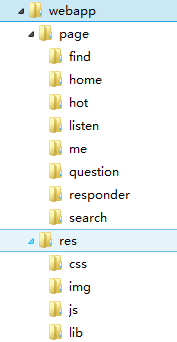 webapp
page
find
home
hot
listen
me
question
responder
search
res
css
img
js
lib